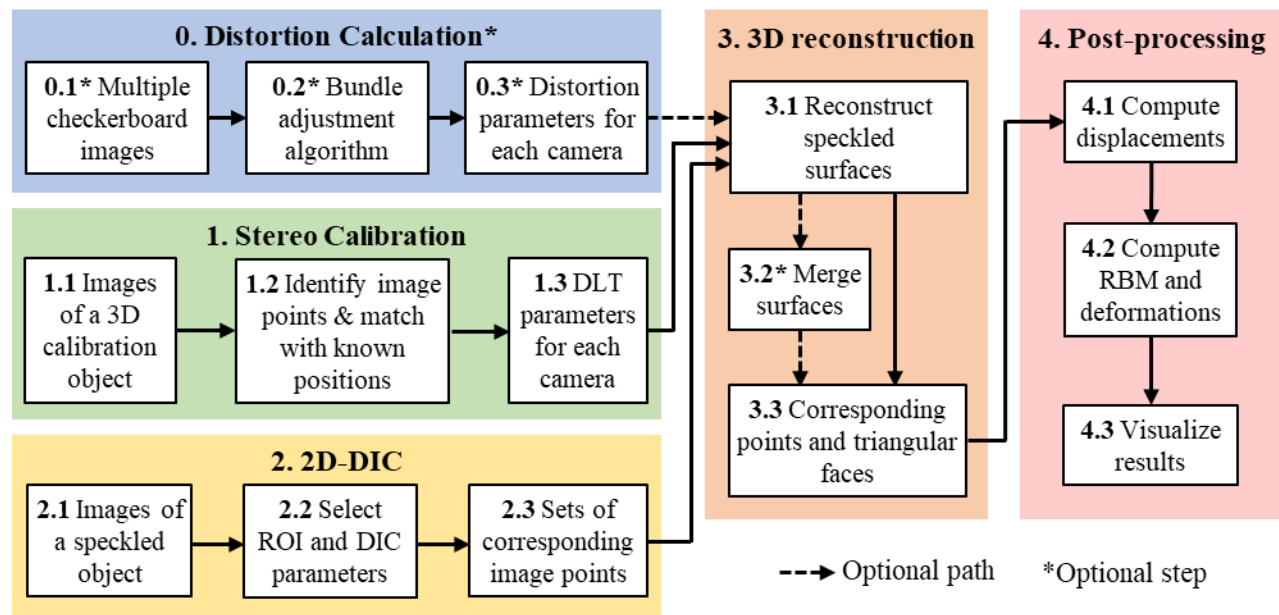 0. Distortion Calculation*
0.1* Multiple
checkerboard
images
0.2* Bundle
adjustment
algorithm
0.3* Distortion
parameters for
each camera
1. Stereo Calibration
1.1 Images
of a 3D
calibration
object
1.2 Identify image
points & match
with known
positions
1.3 DLT
parameters
for each
camera
2. 2D-DIC
2.1 Images of
a speckled
object
2.2 Select
ROI and DIC
parameters
2.3 Sets of
corresponding
image points
3. 3D reconstruction
3.1 Reconstruct
speckled
surfaces
3.2* Merge
surfaces
3.3 Corresponding
points and triangular
faces
4. Post-processing
4.1 Compute
displacements
4.2 Compute
RBM and
deformations
4.3 Visualize
results
Optional path
*Optional step